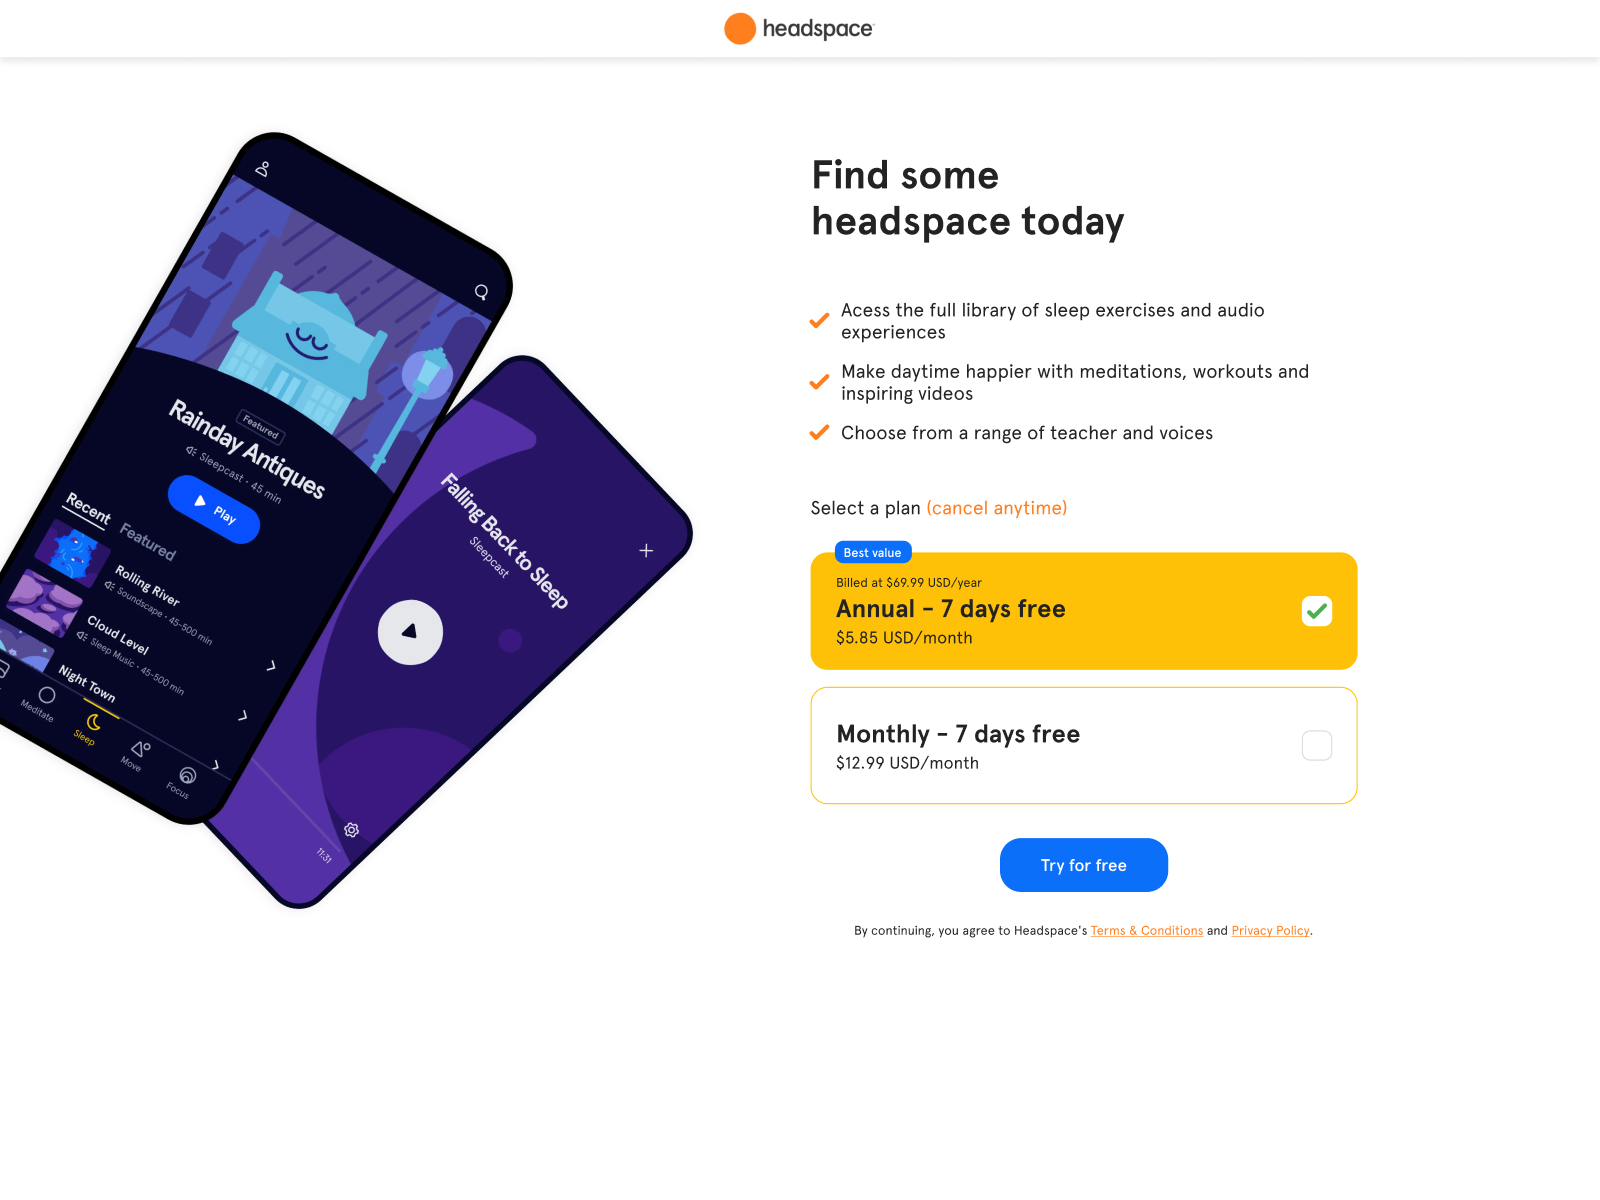 headspace
Find some
headspace today
Acess the full library of sleep exercises and audio
experiences
Make daytime happier with meditations, workouts and
inspiring videos
Choose from a range of teacher and voices
Select a plan (cancel anytime)
Best value
Billed at $69.99 USD/year
Annual - 7 days free
$5.85 USD/month
Monthly - 7 days free
$12.99 USD/month
Try for free
By continuing, you agree to Headspace's Terms & Conditions and Privacy Policy.
Featured
Rainday Antiques
Sleepcast • 45 min
Play
Recent
Featured
Rolling River
Soundscape • 45-500 min
Cloud Level
Sleep Music • 45-500 min
Night Town
Meditate
Sleep
Move
Focus
Falling Back to Sleep
Sleepcast
11:31